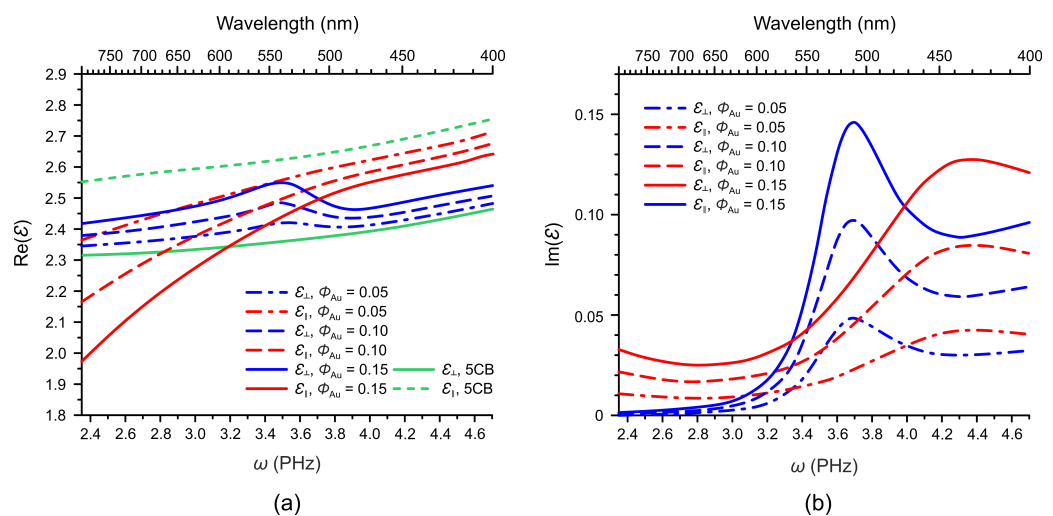 Wavelength (nm)
750 700 650 600 550 500 450 400
2.9
2.8
2.7
2.6
2.5
2.4
2.3
2.2
2.1
2.0
1.9
1.8
Re(ℰ)
ℰ⊥, ΦAu = 0.05
ℰ∥, ΦAu = 0.05
ℰ⊥, ΦAu = 0.10
ℰ∥, ΦAu = 0.10
ℰ⊥, ΦAu = 0.15 ℰ⊥, 5CB
ℰ∥, ΦAu = 0.15 ℰ∥, 5CB
2.4 2.6 2.8 3.0 3.2 3.4 3.6 3.8 4.0 4.2 4.4 4.6
ω (PHz)
(a)
Wavelength (nm)
750 700 650 600 550 500 450 400
0.15
0.10
0.05
0
Im(ℰ)
ℰ⊥, ΦAu = 0.05
ℰ∥, ΦAu = 0.05
ℰ⊥, ΦAu = 0.10
ℰ∥, ΦAu = 0.10
ℰ⊥, ΦAu = 0.15
ℰ∥, ΦAu = 0.15
2.4 2.6 3.0 3.2 3.4 3.6 3.8 4.0 4.2 4.4 4.6
ω (PHz)
(b)